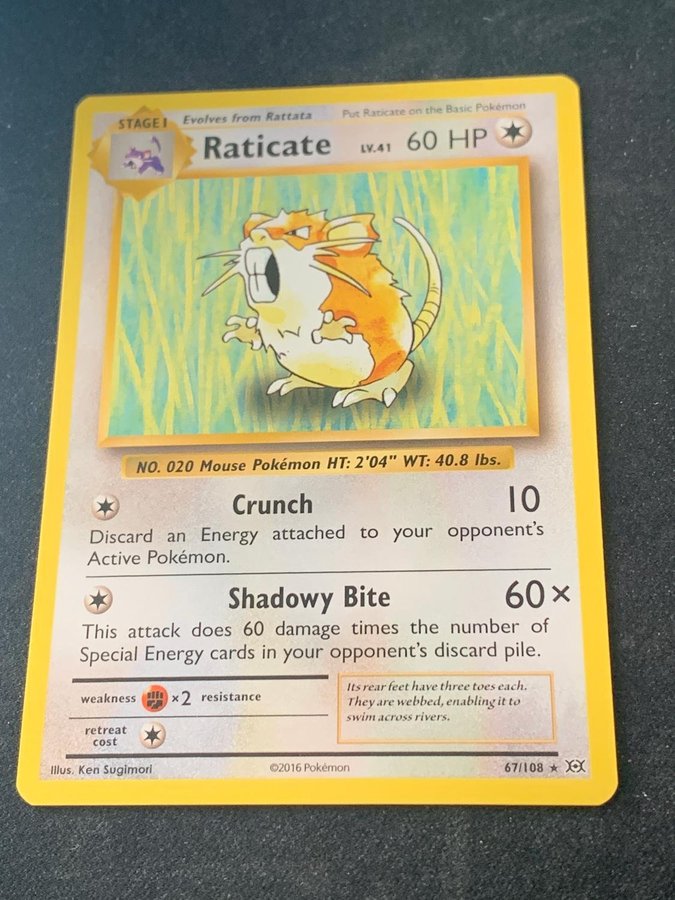 STAGE 1 Evolves from Rattata Put Raticate on the Basic Pokémon
Raticate LV.41 60 HP
NO. 020 Mouse Pokémon HT: 2'04" WT: 40.8 lbs.
Crunch 10
Discard an Energy attached to your opponent's
Active Pokémon.
Shadowy Bite 60×
This attack does 60 damage times the number of
Special Energy cards in your opponent's discard pile.
weakness ×2 resistance
retreat
cost
Its rear feet have three toes each.
They are webbed, enabling it to
swim across rivers.
Illus. Ken Sugimori ©2016 Pokémon 67/108 ★